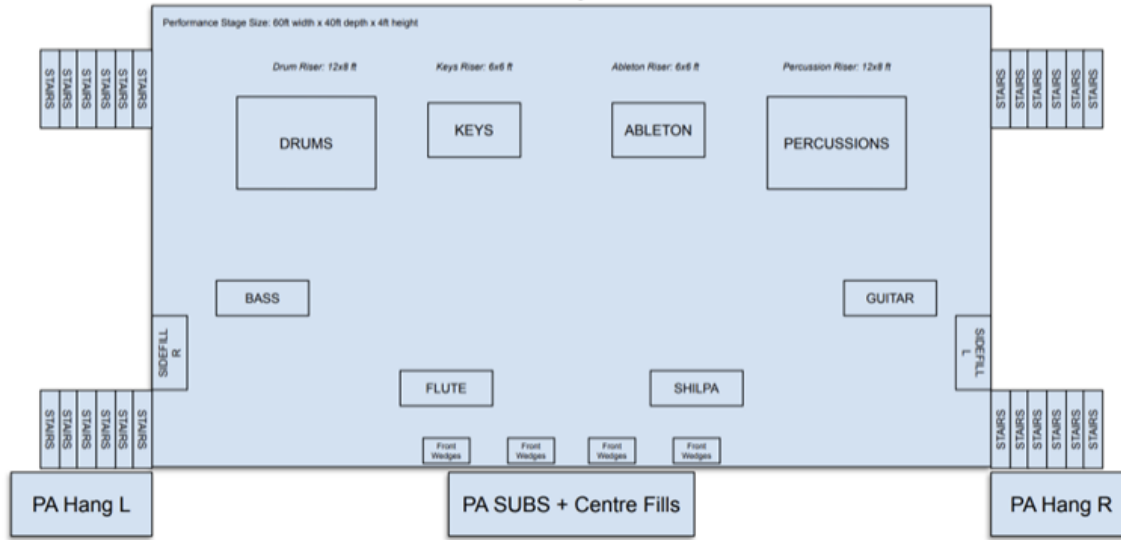 Performance Stage Size: 60ft width x 40ft depth x 4ft height
Drum Riser: 12x8 ft
Keys Riser: 6x6 ft
Ableton Riser: 6x6 ft
Percussion Riser: 12x8 ft
STAIRS
STAIRS
STAIRS
STAIRS
STAIRS
STAIRS
STAIRS
STAIRS
STAIRS
STAIRS
STAIRS
STAIRS
DRUMS
KEYS
ABLETON
PERCUSSIONS
BASS
GUITAR
SIDEFILL
R
SIDEFILL
L
FLUTE
SHILPA
STAIRS
STAIRS
STAIRS
STAIRS
STAIRS
STAIRS
Front
Wedges
Front
Wedges
Front
Wedges
Front
Wedges
STAIRS
STAIRS
STAIRS
STAIRS
STAIRS
STAIRS
PA Hang L
PA SUBS + Centre Fills
PA Hang R